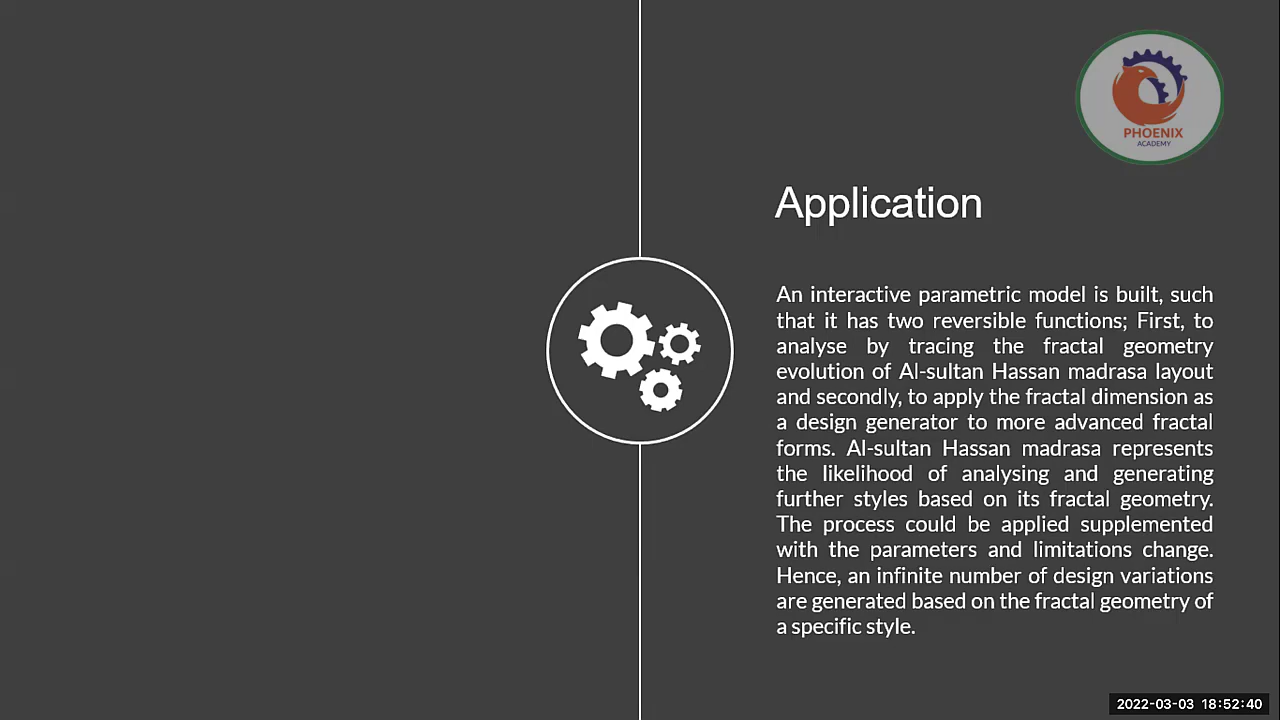 PHOENIX
ACADEMY
Application
An interactive parametric model is built, such
that it has two reversible functions; First, to
analyse by tracing the fractal geometry
evolution of Al-sultan Hassan madrasa layout
and secondly, to apply the fractal dimension as
a design generator to more advanced fractal
forms. Al-sultan Hassan madrasa represents
the likelihood of analysing and generating
further styles based on its fractal geometry.
The process could be applied supplemented
with the parameters and limitations change.
Hence, an infinite number of design variations
are generated based on the fractal geometry of
a specific style.
2022-03-03 18:52:40